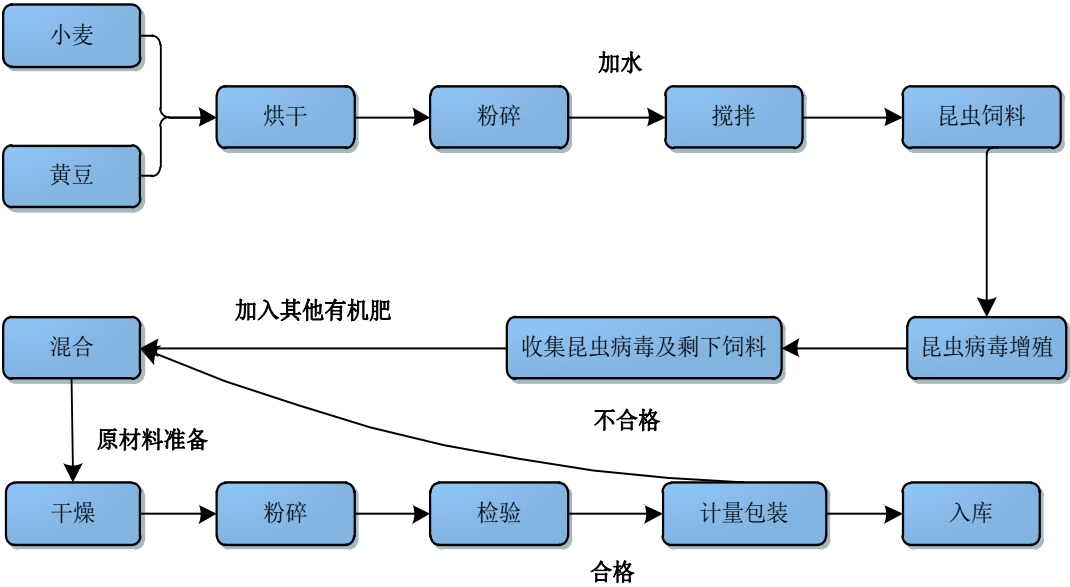 小麦
加水
烘干
粉碎
搅拌
昆虫饲料
黄豆
加入其他有机肥
混合
收集昆虫病毒及剩下饲料
昆虫病毒增殖
不合格
原材料准备
干燥
粉碎
检验
计量包装
入库
合格